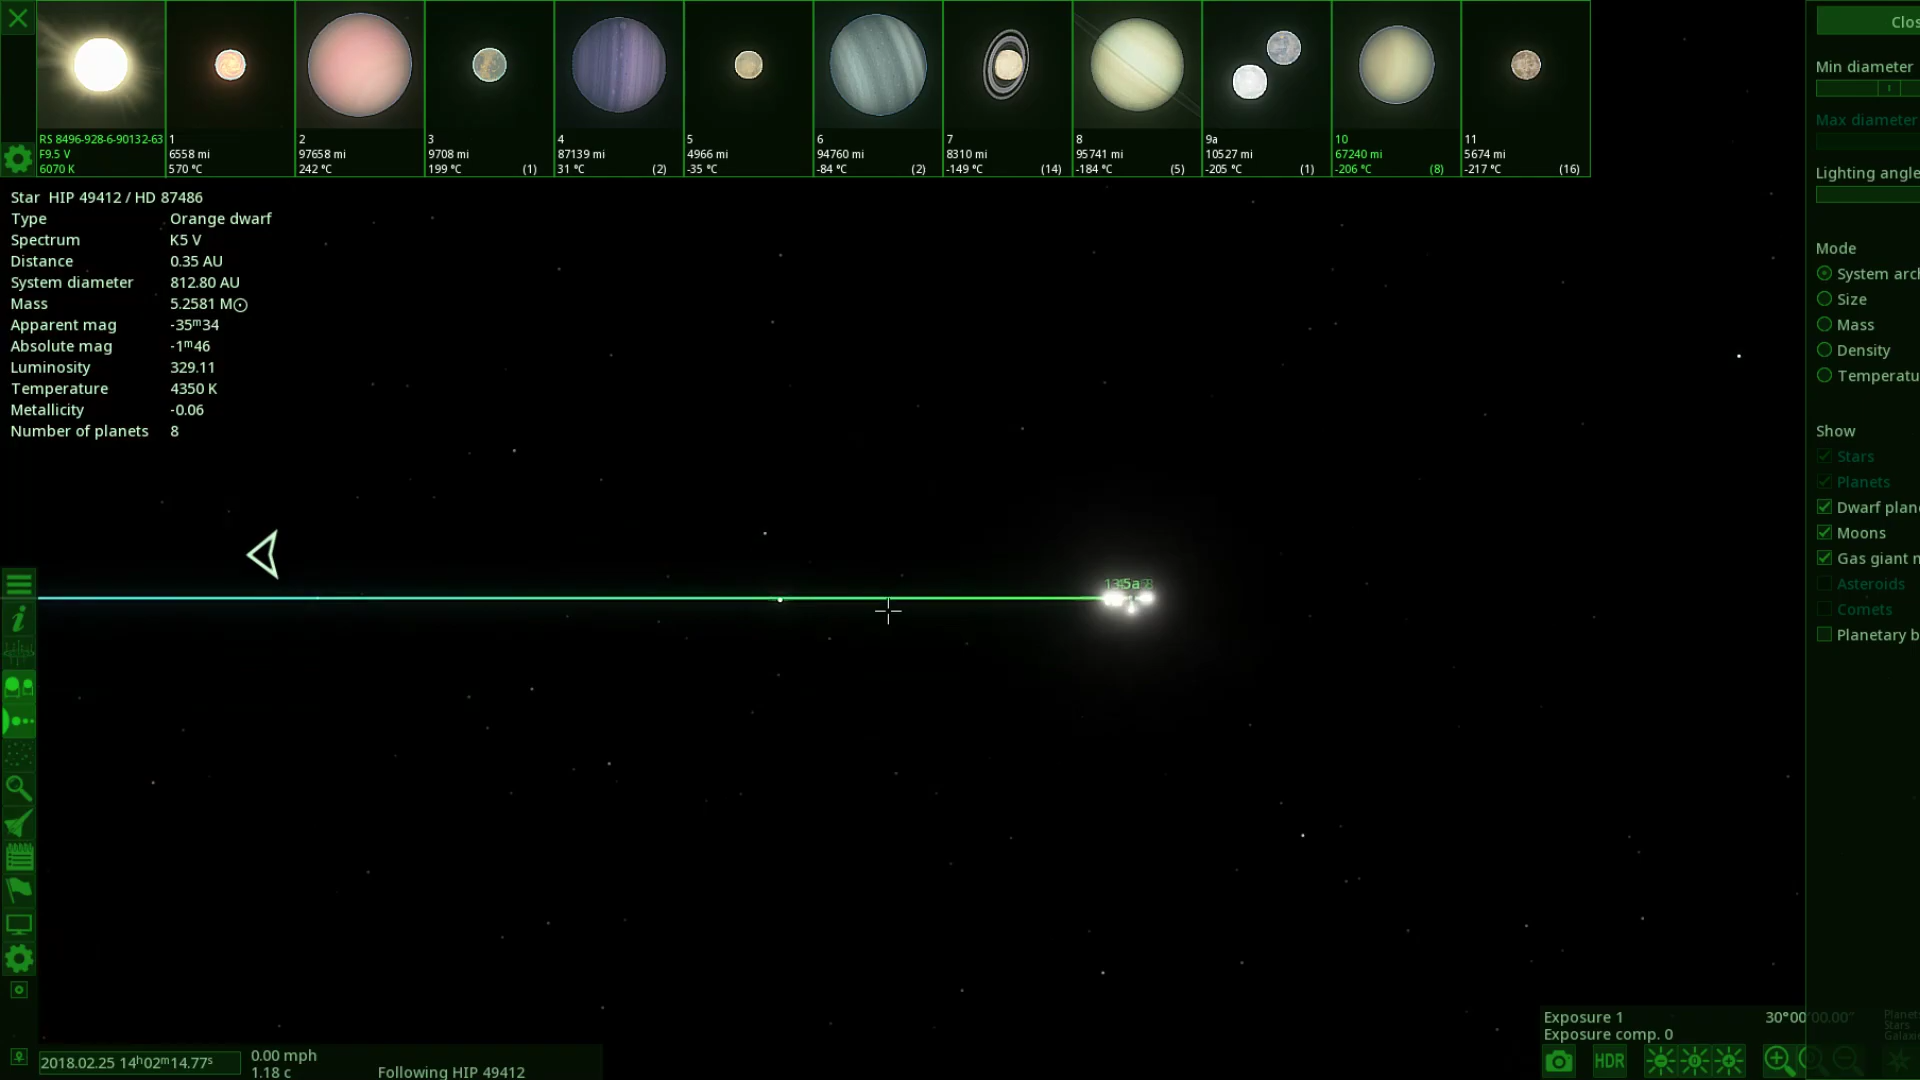 RS 8496-928-6-90132-63
F9.5 V
6070 K
1
6558 mi
570 °C
2
97658 mi
242 °C
3
9708 mi
199 °C (1)
4
87139 mi
31 °C (2)
5
4966 mi
-35 °C
6
94760 mi
-84 °C (2)
7
8310 mi
-149 °C (14)
8
95741 mi
-184 °C (5)
9a
10527 mi
-205 °C (1)
10
67240 mi
-206 °C (8)
11
5674 mi
-217 °C (16)
Star HIP 49412 / HD 87486
Type Orange dwarf
Spectrum K5 V
Distance 0.35 AU
System diameter 812.80 AU
Mass 5.2581 M☉
Apparent mag -35ᵐ34
Absolute mag -1ᵐ46
Luminosity 329.11
Temperature 4350 K
Metallicity -0.06
Number of planets 8
Clos
Min diameter
Max diameter
Lighting angle
Mode
System arch
Size
Mass
Density
Temperatu
Show
Stars
Planets
Dwarf plan
Moons
Gas giant m
Asteroids
Comets
Planetary b
2018.02.25 14ʰ02ᵐ14.77ˢ
0.00 mph
1.18 c
Following HIP 49412
Exposure 1
Exposure comp. 0
30°00'00.00"
Planet
Stars
Galaxi
HDR